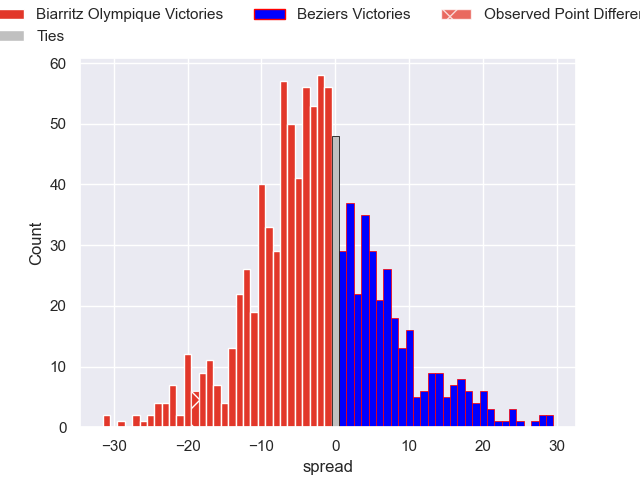 Biarritz Olympique Victories Beziers Victories Observed Point Differe
Ties
60
50
40
30
20
10
0
Count
−30 −20 −10 0 10 20 30
spread